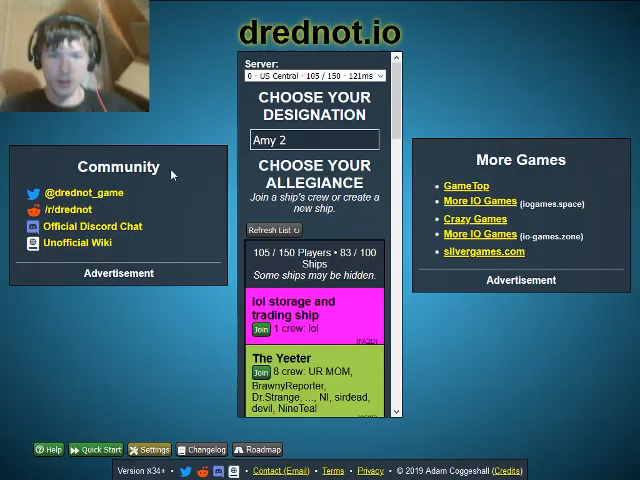 drednot.io
Server:
0 - US Central - 105 / 150 - 121ms
CHOOSE YOUR
DESIGNATION
Amy 2
CHOOSE YOUR
ALLEGIANCE
Join a ship's crew or create a
new ship.
Refresh List ↻
105 / 150 Players • 83 / 100
Ships
Some ships may be hidden.
lol storage and
trading ship
Join 1 crew: lol
The Yeeter
Join 8 crew: UR MOM,
BrawnyReporter,
Dr.Strange, ..., NI, sirdead,
devil, NineTeal
Community
@drednot_game
/r/drednot
Official Discord Chat
Unofficial Wiki
Advertisement
More Games
• GameTop
• More IO Games (iogames.space)
• Crazy Games
• More IO Games (io-games.zone)
• silvergames.com
Advertisement
Help Quick Start Settings Changelog Roadmap
Version א34+ • Contact (Email) • Terms • Privacy • © 2019 Adam Coggeshall (Credits)